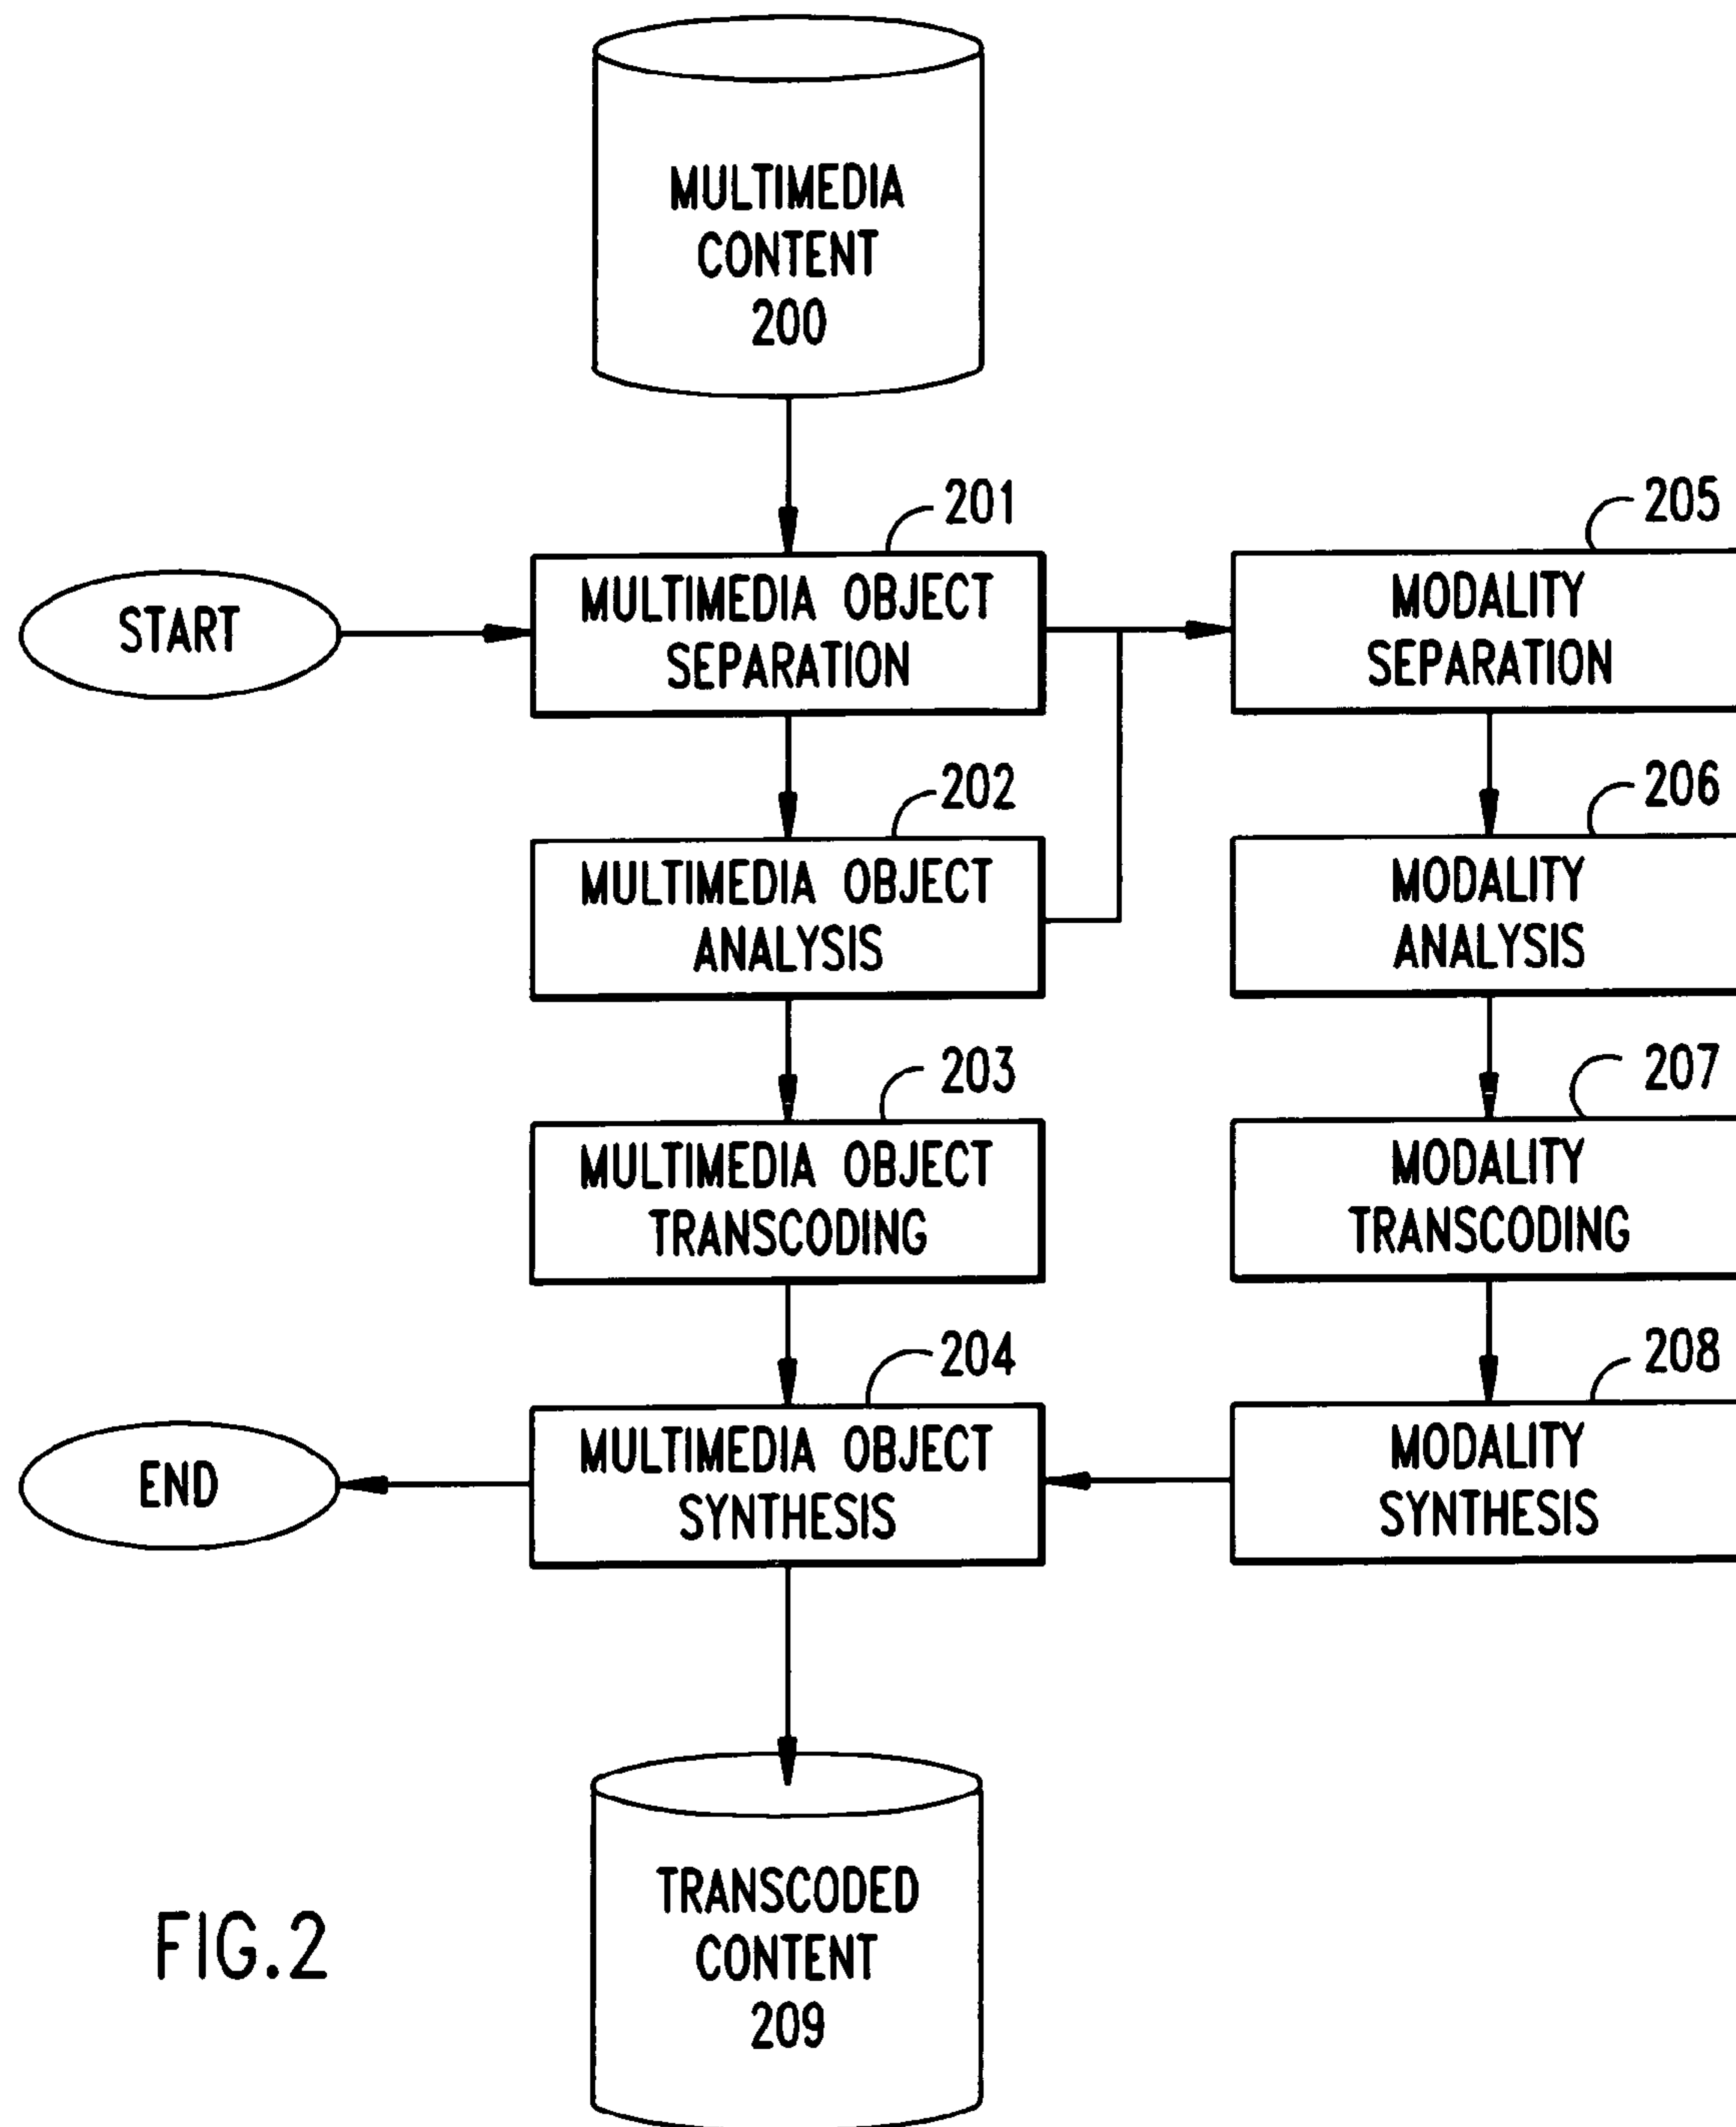 MULTIMEDIA
CONTENT
200
201
205
START
MULTIMEDIA OBJECT
SEPARATION
MODALITY
SEPARATION
202
206
MULTIMEDIA OBJECT
ANALYSIS
MODALITY
ANALYSIS
203
207
MULTIMEDIA OBJECT
TRANSCODING
MODALITY
TRANSCODING
204
208
END
MULTIMEDIA OBJECT
SYNTHESIS
MODALITY
SYNTHESIS
TRANSCODED
CONTENT
209
FIG.2